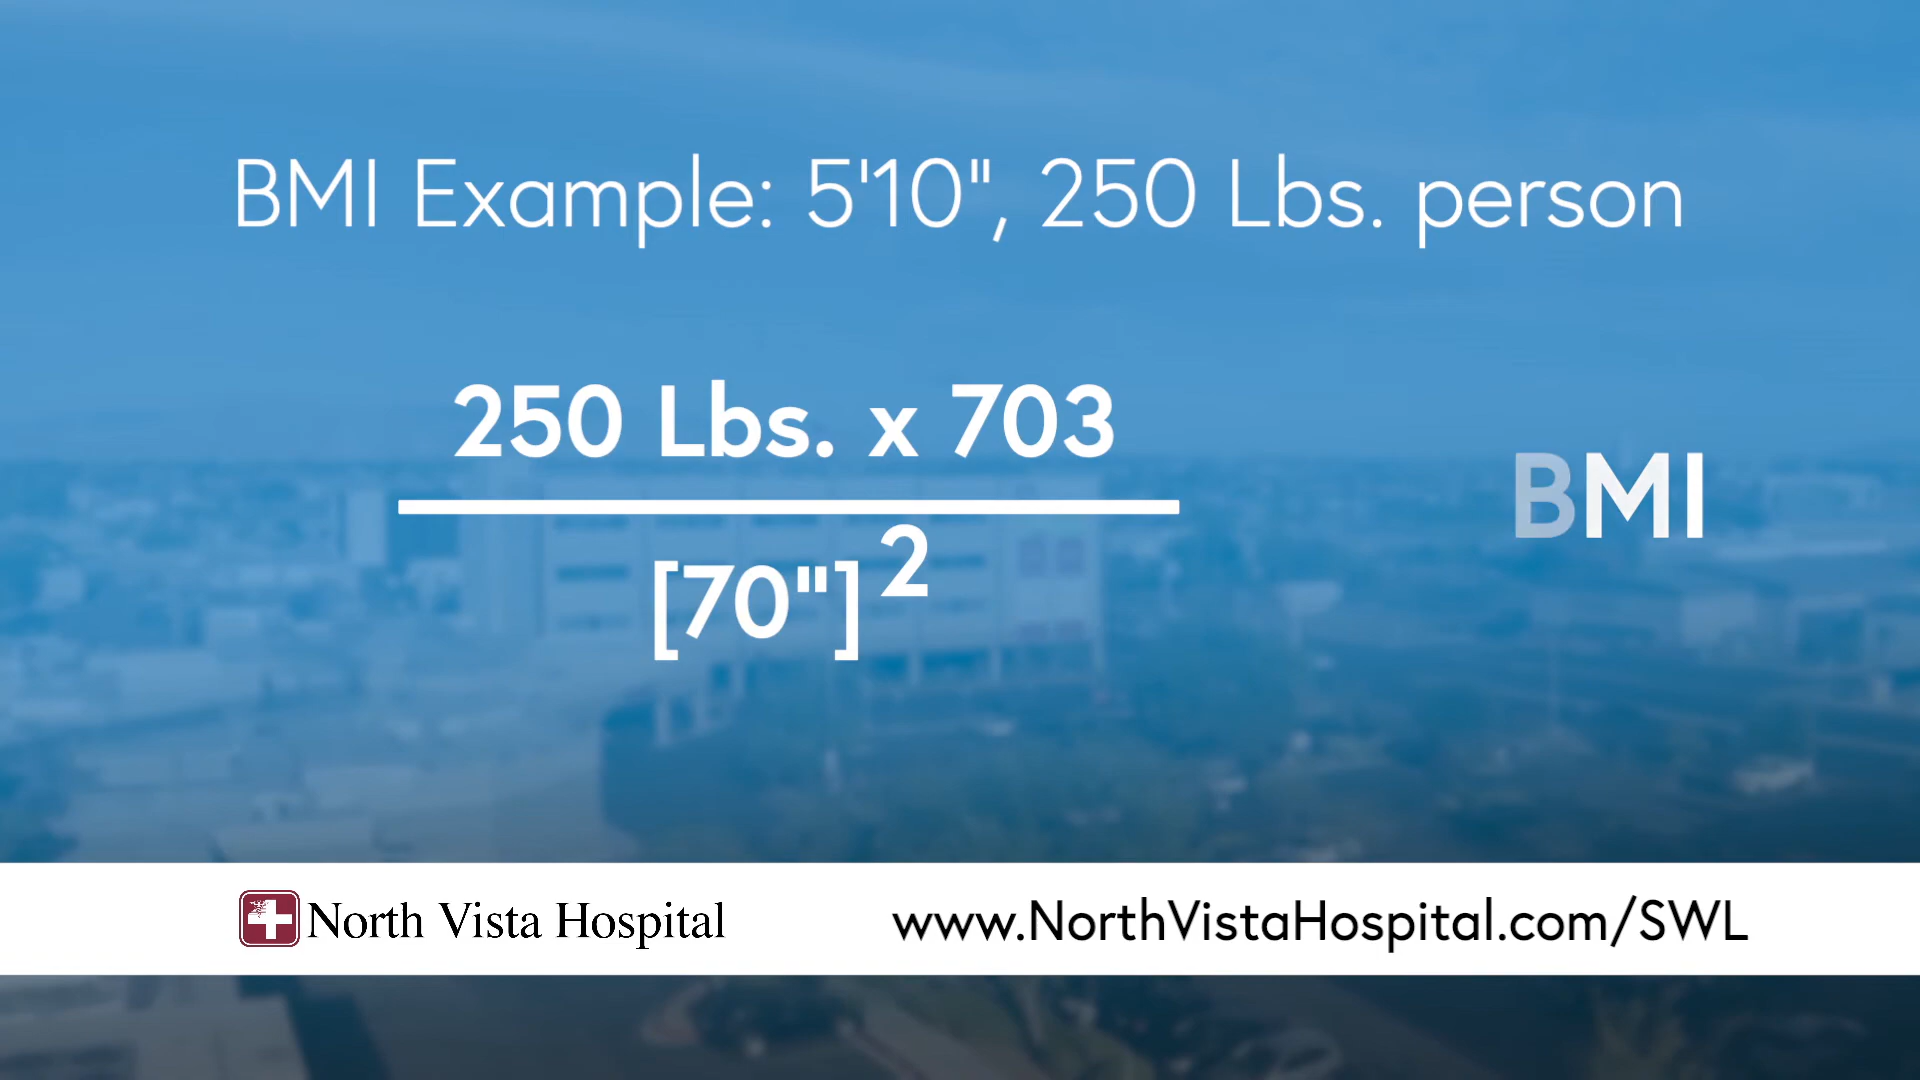 BMI Example: 5'10", 250 Lbs. person
250 Lbs. x 703
[70"]2
BMI
North Vista Hospital
www.NorthVistaHospital.com/SWL